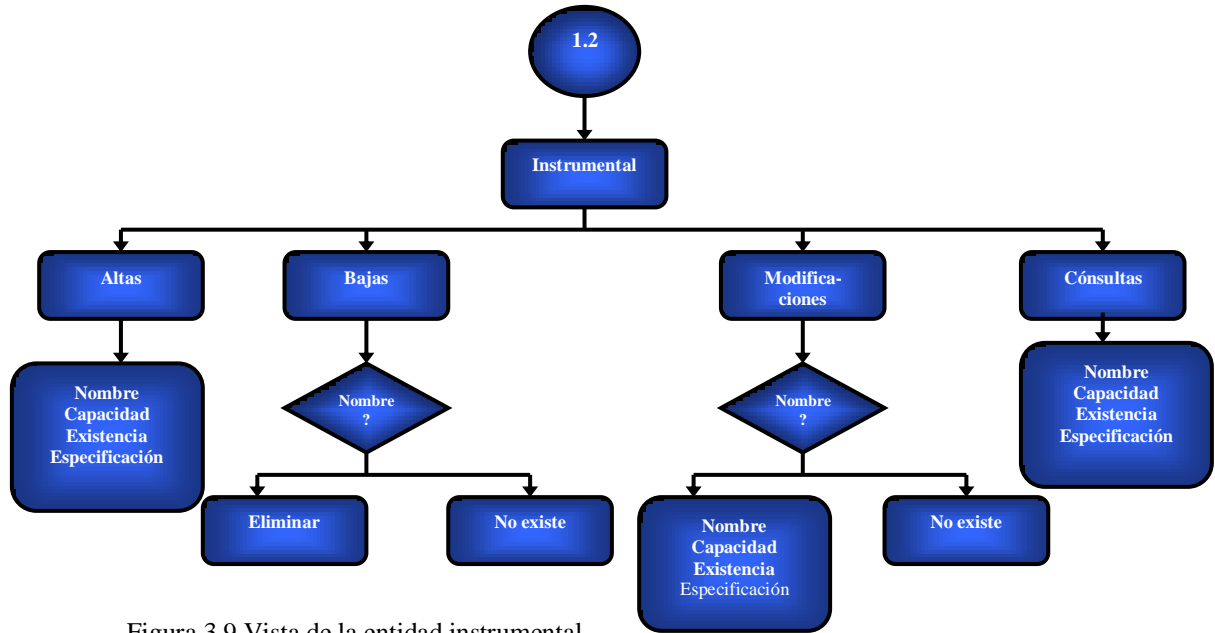 1.2
Instrumental
Altas
Bajas
Modifica-
ciones
Cónsultas
Nombre
Capacidad
Existencia
Especificación
Nombre
?
Nombre
?
Nombre
Capacidad
Existencia
Especificación
Eliminar
No existe
Nombre
Capacidad
Existencia
Especificación
No existe
Figura 3.9 Vista de la entidad instrumental